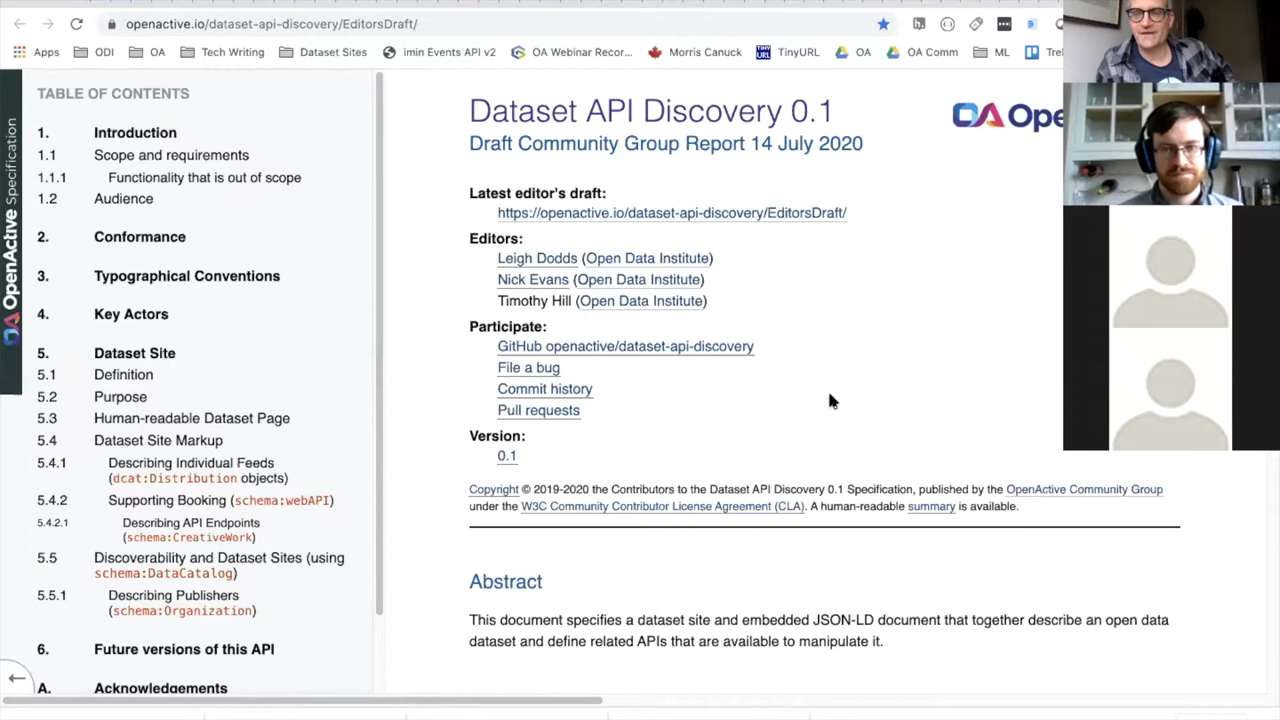 openactive.io/dataset-api-discovery/EditorsDraft/
Apps ODI OA Tech Writing Dataset Sites imin Events API v2 OA Webinar Recor... Morris Canuck TINY URL TinyURL OA OA Comm ML
OpenActive Specification
TABLE OF CONTENTS
1. Introduction
1.1 Scope and requirements
1.1.1 Functionality that is out of scope
1.2 Audience
2. Conformance
3. Typographical Conventions
4. Key Actors
5. Dataset Site
5.1 Definition
5.2 Purpose
5.3 Human-readable Dataset Page
5.4 Dataset Site Markup
5.4.1 Describing Individual Feeds
(dcat:Distribution objects)
5.4.2 Supporting Booking (schema:webAPI)
5.4.2.1 Describing API Endpoints
(schema:CreativeWork)
5.5 Discoverability and Dataset Sites (using
schema:DataCatalog)
5.5.1 Describing Publishers
(schema:Organization)
6. Future versions of this API
A. Acknowledgements
Dataset API Discovery 0.1
OA Ope
Draft Community Group Report 14 July 2020
Latest editor's draft:
https://openactive.io/dataset-api-discovery/EditorsDraft/
Editors:
Leigh Dodds (Open Data Institute)
Nick Evans (Open Data Institute)
Timothy Hill (Open Data Institute)
Participate:
GitHub openactive/dataset-api-discovery
File a bug
Commit history
Pull requests
Version:
0.1
Copyright © 2019-2020 the Contributors to the Dataset API Discovery 0.1 Specification, published by the OpenActive Community Group
under the W3C Community Contributor License Agreement (CLA). A human-readable summary is available.
Abstract
This document specifies a dataset site and embedded JSON-LD document that together describe an open data
dataset and define related APIs that are available to manipulate it.